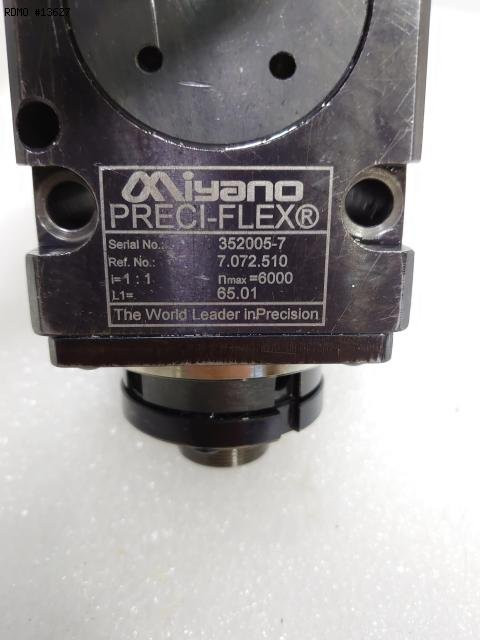 RDMO #13627
Miyano
PRECI-FLEX®
Serial No.: 352005-7
Ref. No.: 7.072.510
i= 1 : 1 nmax =6000
L1= 65.01
The World Leader inPrecision